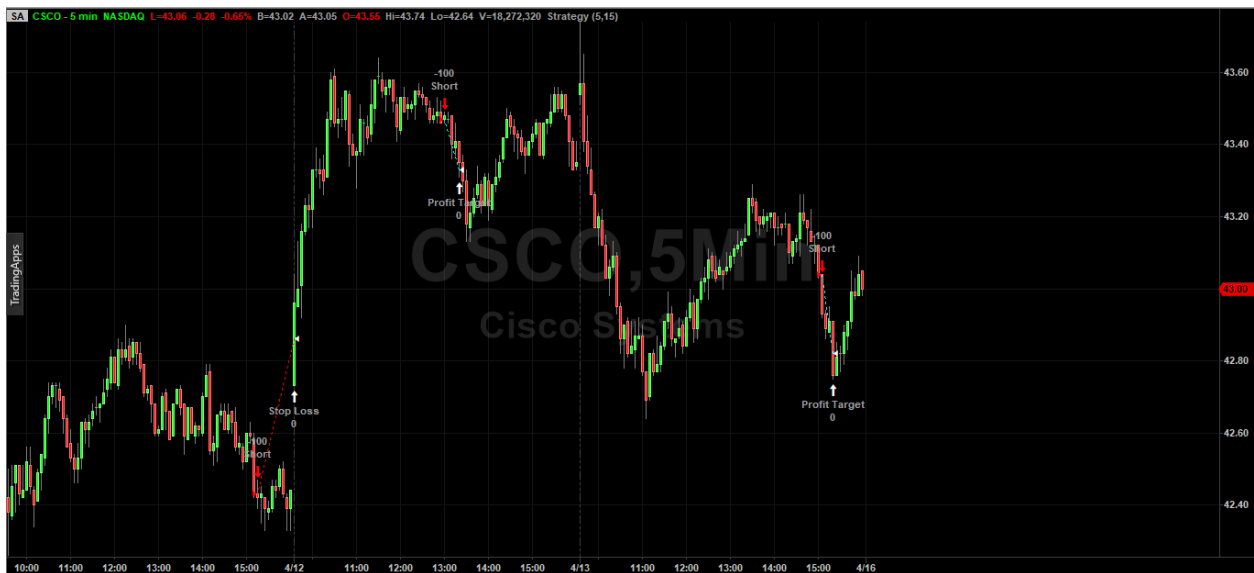 SA CSCO - 5 min NASDAQ L=43.06 -0.28 -0.65% B=43.02 A=43.05 O=43.55 Hi=43.74 Lo=42.64 V=18,272,320 Strategy (5,15)
-100
Short
43.60
43.40
Profit Target
0
43.20
-100
Short
CSCO,5Min
Cisco Systems
TradingApps
43.00
42.80
Stop Loss
0
Profit Target
0
42.60
-100
Short
42.40
10:00 11:00 12:00 13:00 14:00 15:00 4/12 11:00 12:00 13:00 14:00 15:00 4/13 11:00 12:00 13:00 14:00 15:00 4/16